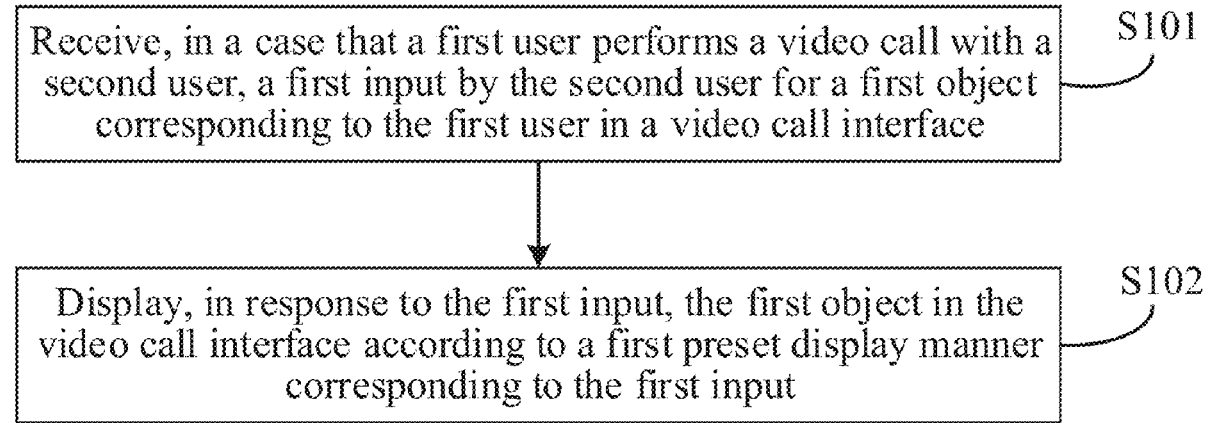 Receive, in a case that a first user performs a video call with a
second user, a first input by the second user for a first object
corresponding to the first user in a video call interface
S101
Display, in response to the first input, the first object in the
video call interface according to a first preset display manner
corresponding to the first input
S102